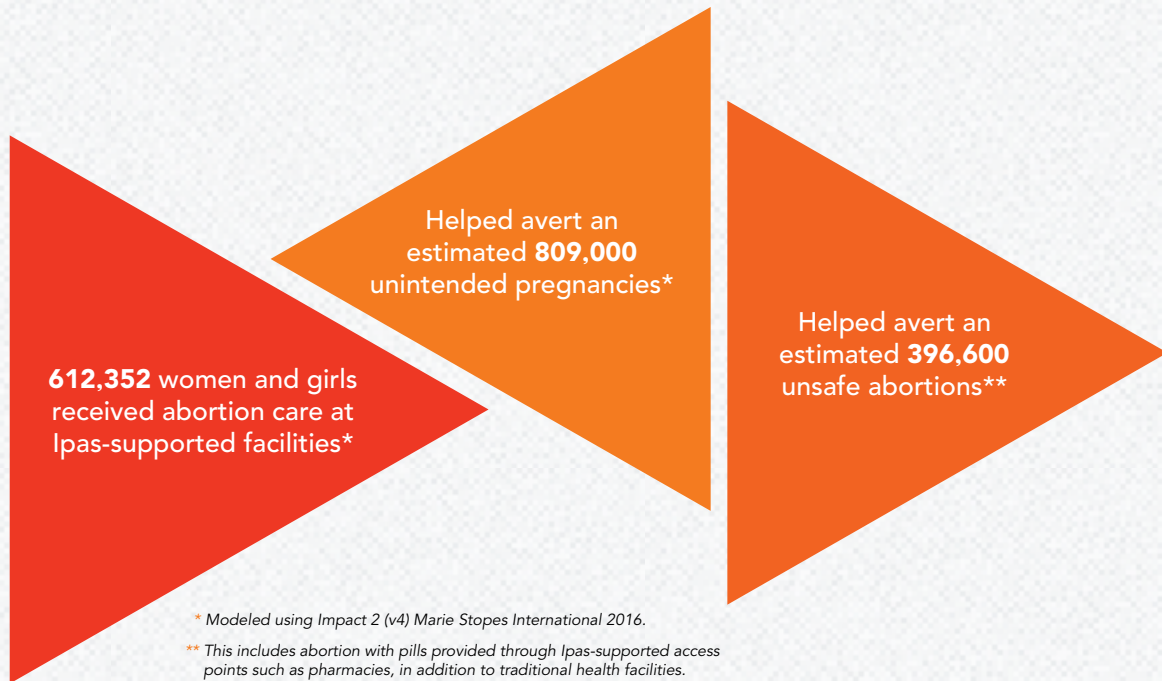 612,352 women and girls
received abortion care at
Ipas-supported facilities*
Helped avert an
estimated 809,000
unintended pregnancies*
Helped avert an
estimated 396,600
unsafe abortions**
* Modeled using Impact 2 (v4) Marie Stopes International 2016.
** This includes abortion with pills provided through Ipas-supported access
points such as pharmacies, in addition to traditional health facilities.